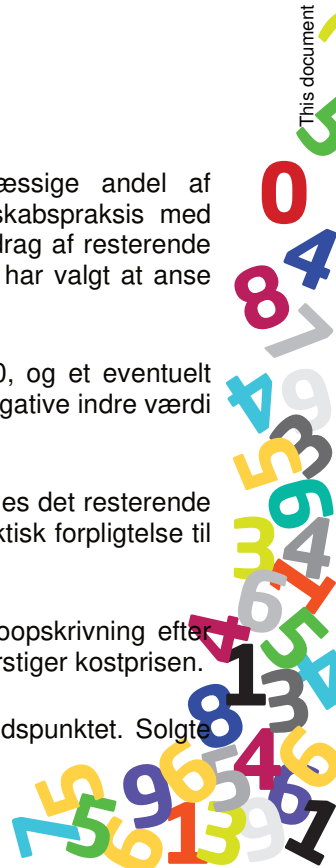 This document
æssige andel af
skabspraksis med
drag af resterende
har valgt at anse
0, og et eventuelt
gative indre værdi
es det resterende
ktisk forpligtelse til
oopskrivning efter
rstiger kostprisen.
dspunktet. Solgte